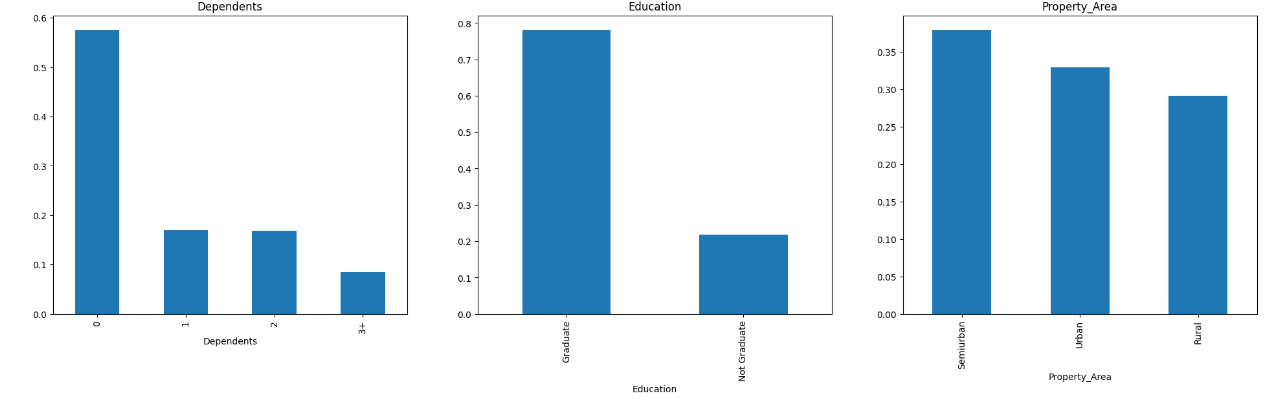 Dependents
0.6
0.5
0.4
0.3
0.2
0.1
0.0
0
1
2
3+
Dependents
Education
0.8
0.7
0.6
0.5
0.4
0.3
0.2
0.1
0.0
Graduate
Not Graduate
Education
Property_Area
0.35
0.30
0.25
0.20
0.15
0.10
0.05
0.00
Semiurban
Urban
Rural
Property_Area